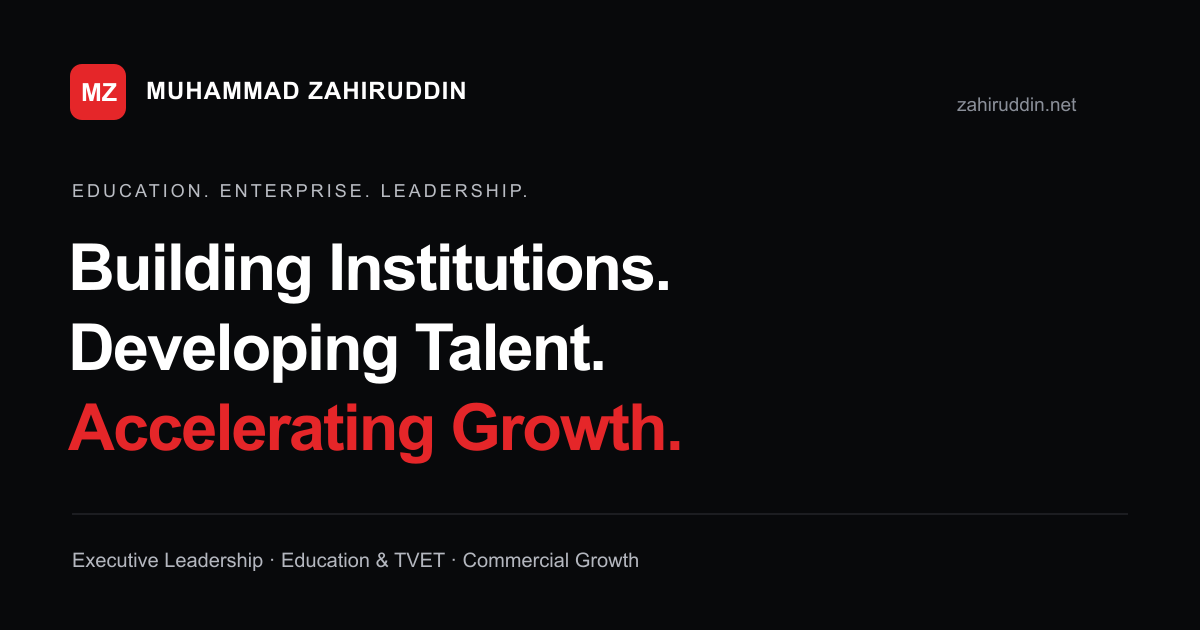 MZ
MUHAMMAD ZAHIRUDDIN
zahiruddin.net
EDUCATION. ENTERPRISE. LEADERSHIP.
Building Institutions.
Developing Talent.
Accelerating Growth.
Executive Leadership · Education & TVET · Commercial Growth